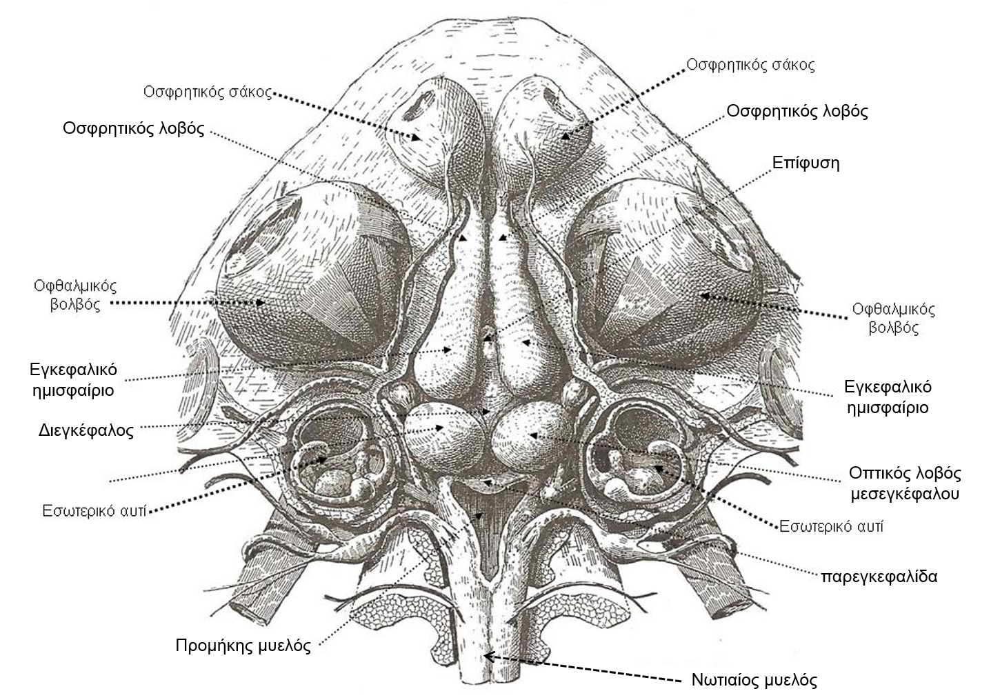 Οσφρητικός σάκος
Οσφρητικός σάκος
Οσφρητικός λοβός
Οσφρητικός λοβός
Επίφυση
Οφθαλμικός
βολβός
Οφθαλμικός
βολβός
Εγκεφαλικό
ημισφαίριο
Εγκεφαλικό
ημισφαίριο
Διεγκέφαλος
Οπτικός λοβός
μεσεγκέφαλου
Εσωτερικό αυτί
Εσωτερικό αυτί
παρεγκεφαλίδα
Προμήκης μυελός
Νωτιαίος μυελός